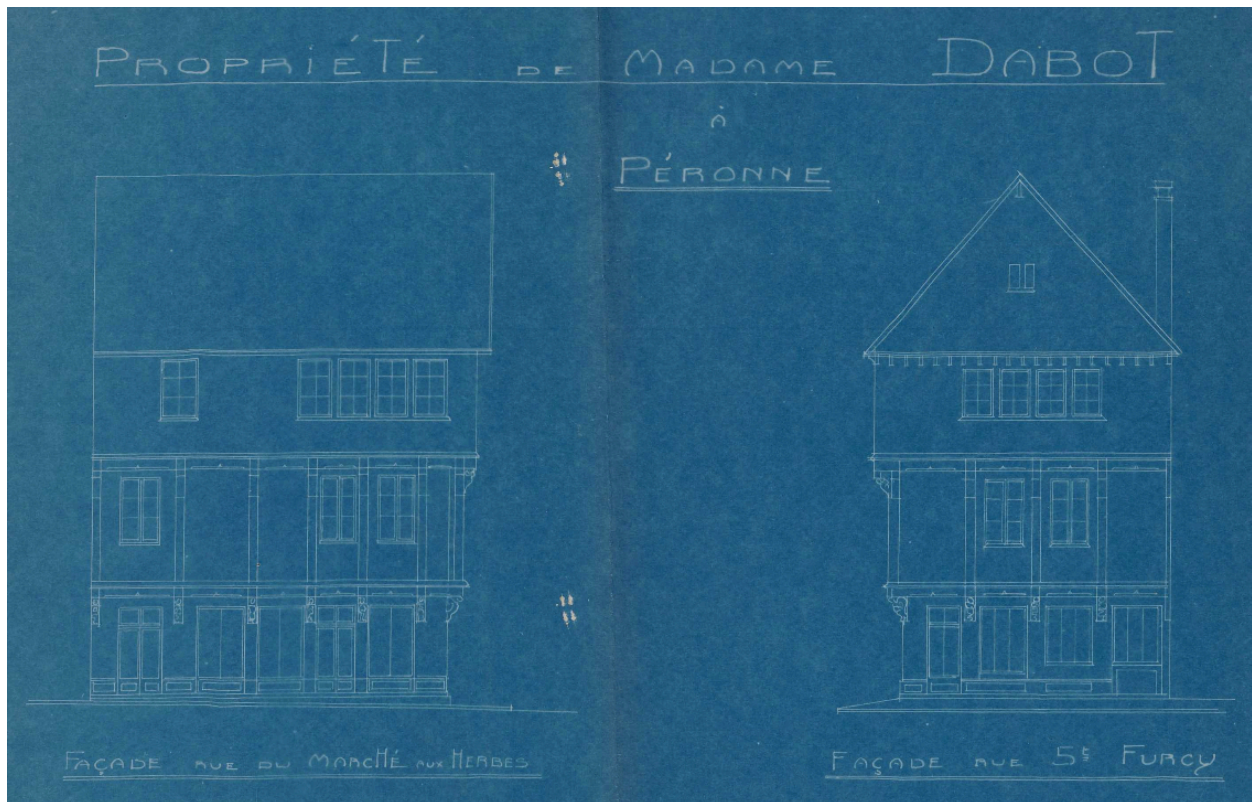 PROPRIÉTÉ DE MADAME DABOT
À
PÉRONNE
FAÇADE RUE DU MARCHÉ AUX HERBES
FAÇADE RUE St FURCY